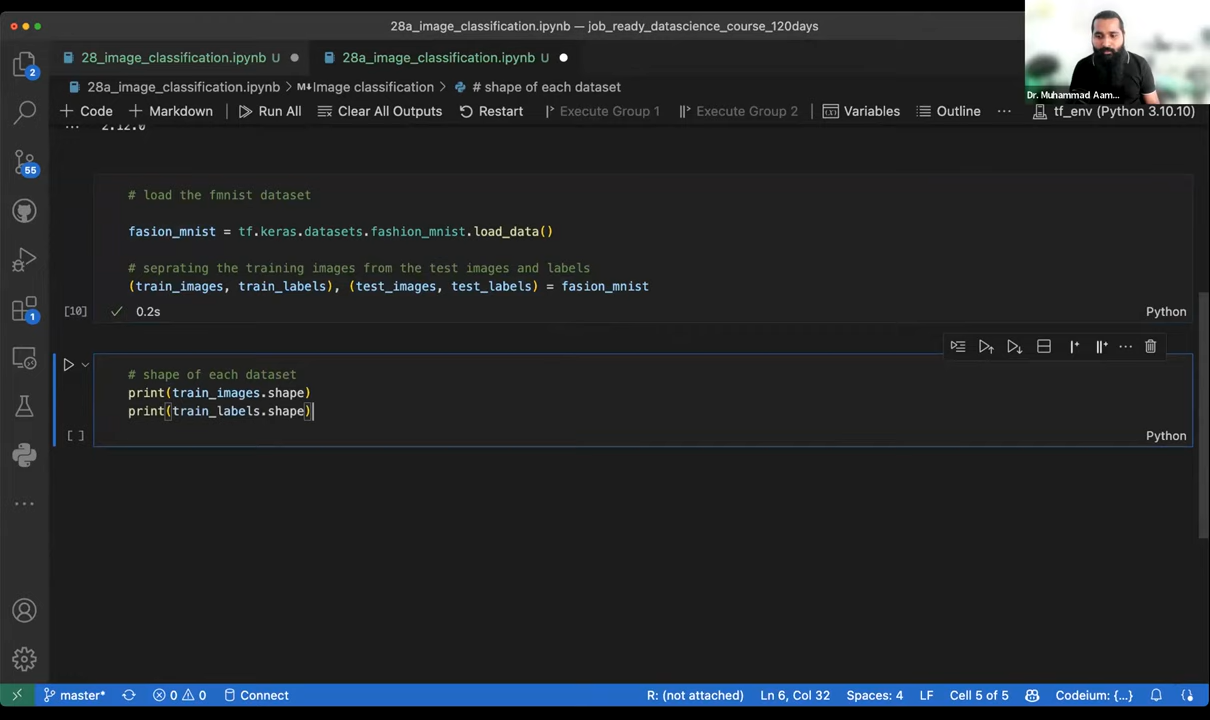 28a_image_classification.ipynb — job_ready_datascience_course_120days
28_image_classification.ipynb U
28a_image_classification.ipynb U
28a_image_classification.ipynb > M↓Image classification > # shape of each dataset
Dr. Muhammad Aam...
+ Code + Markdown Run All Clear All Outputs Restart Execute Group 1 Execute Group 2 Variables Outline ... tf_env (Python 3.10.10)
... 2.12.0
2
55
1
# load the fmnist dataset
fasion_mnist = tf.keras.datasets.fashion_mnist.load_data()
# seprating the training images from the test images and labels
(train_images, train_labels), (test_images, test_labels) = fasion_mnist
[10] 0.2s Python
# shape of each dataset
print(train_images.shape)
print(train_labels.shape)
[ ] Python
master* 0 0 Connect R: (not attached) Ln 6, Col 32 Spaces: 4 LF Cell 5 of 5 Codeium: {...}